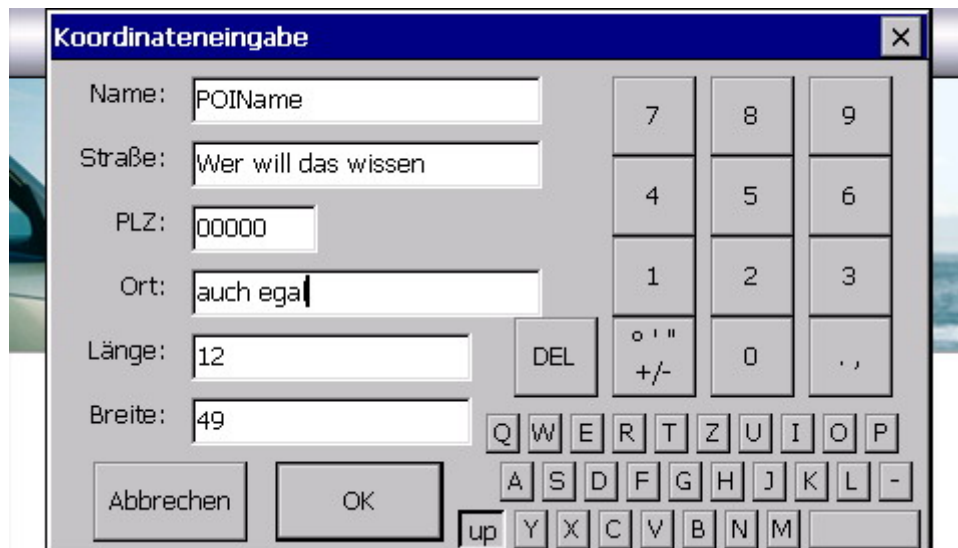 Koordinateneingabe
Name: POIName
Straße: Wer will das wissen
PLZ: 00000
Ort: auch egal
Länge: 12
Breite: 49
Abbrechen OK
7 8 9
4 5 6
1 2 3
DEL o ' " +/- 0 . ,
Q W E R T Z U I O P
A S D F G H J K L -
up Y X C V B N M